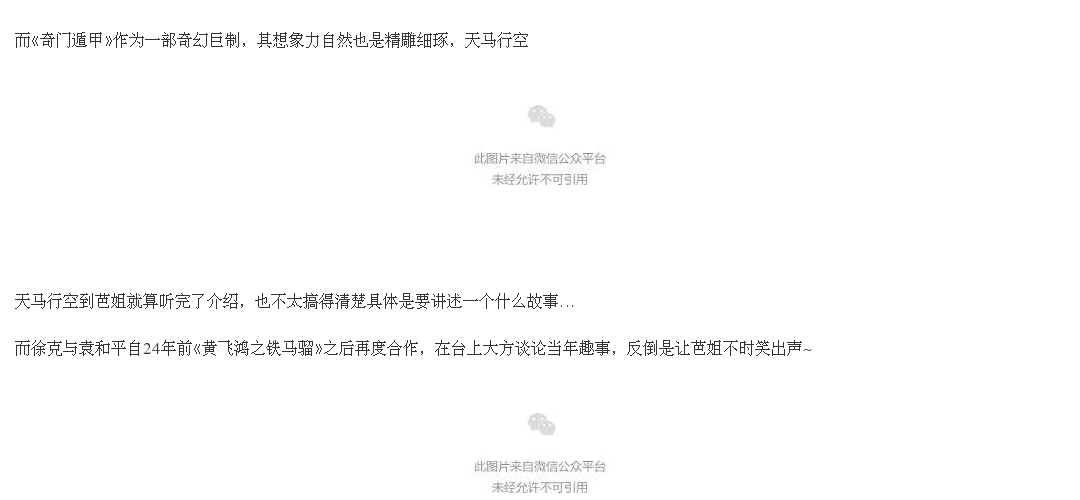 而《奇门遁甲》作为一部奇幻巨制，其想象力自然也是精雕细琢，天马行空
此图片来自微信公众平台
未经允许不可引用
天马行空到芭姐就算听完了介绍，也不太搞得清楚具体是要讲述一个什么故事…
而徐克与袁和平自24年前《黄飞鸿之铁马骝》之后再度合作，在台上大方谈论当年趣事，反倒是让芭姐不时笑出声~
此图片来自微信公众平台
未经允许不可引用